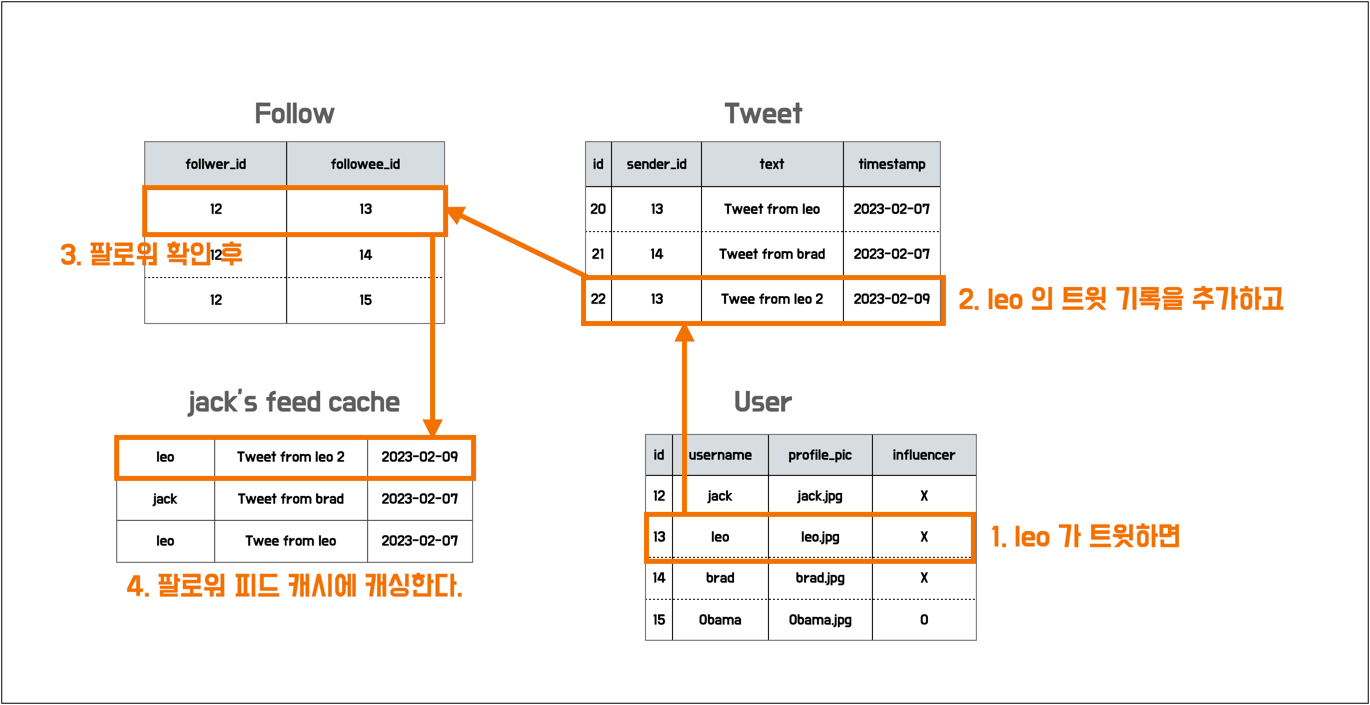 Follow
follwer_id followee_id
12 13
12 14
12 15
3. 팔로워 확인 후
Tweet
id sender_id text timestamp
20 13 Tweet from leo 2023-02-07
21 14 Tweet from brad 2023-02-07
22 13 Twee from leo 2 2023-02-09
2. leo 의 트윗 기록을 추가하고
jack's feed cache
leo Tweet from leo 2 2023-02-09
jack Tweet from brad 2023-02-07
leo Twee from leo 2023-02-07
4. 팔로워 피드 캐시에 캐싱한다.
User
id username profile_pic influencer
12 jack jack.jpg X
13 leo leo.jpg X
14 brad brad.jpg X
15 Obama Obama.jpg O
1. leo 가 트윗하면